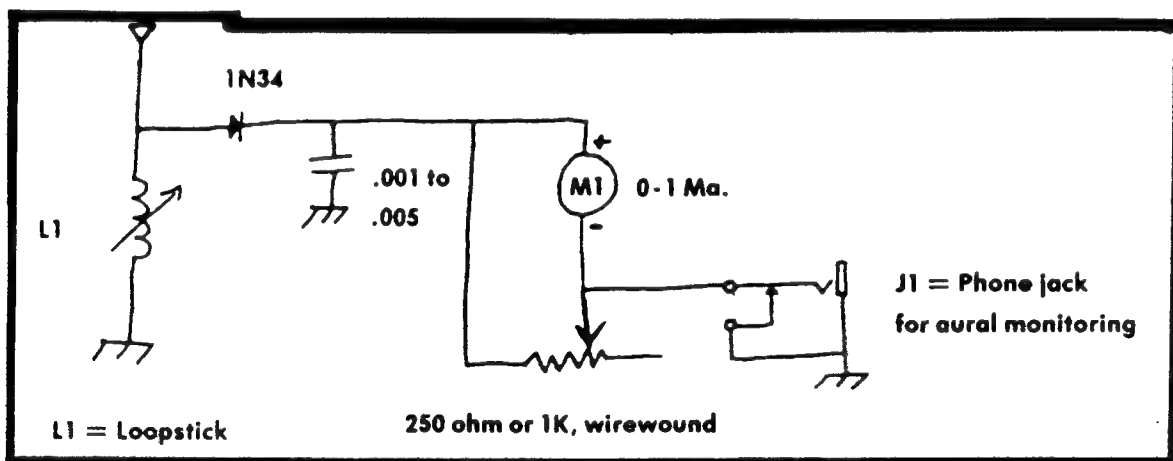 1N34
.001 to
.005
+
M1
0-1 Ma.
-
L1
J1 = Phone jack
for aural monitoring
L1 = Loopstick
250 ohm or 1K, wirewound